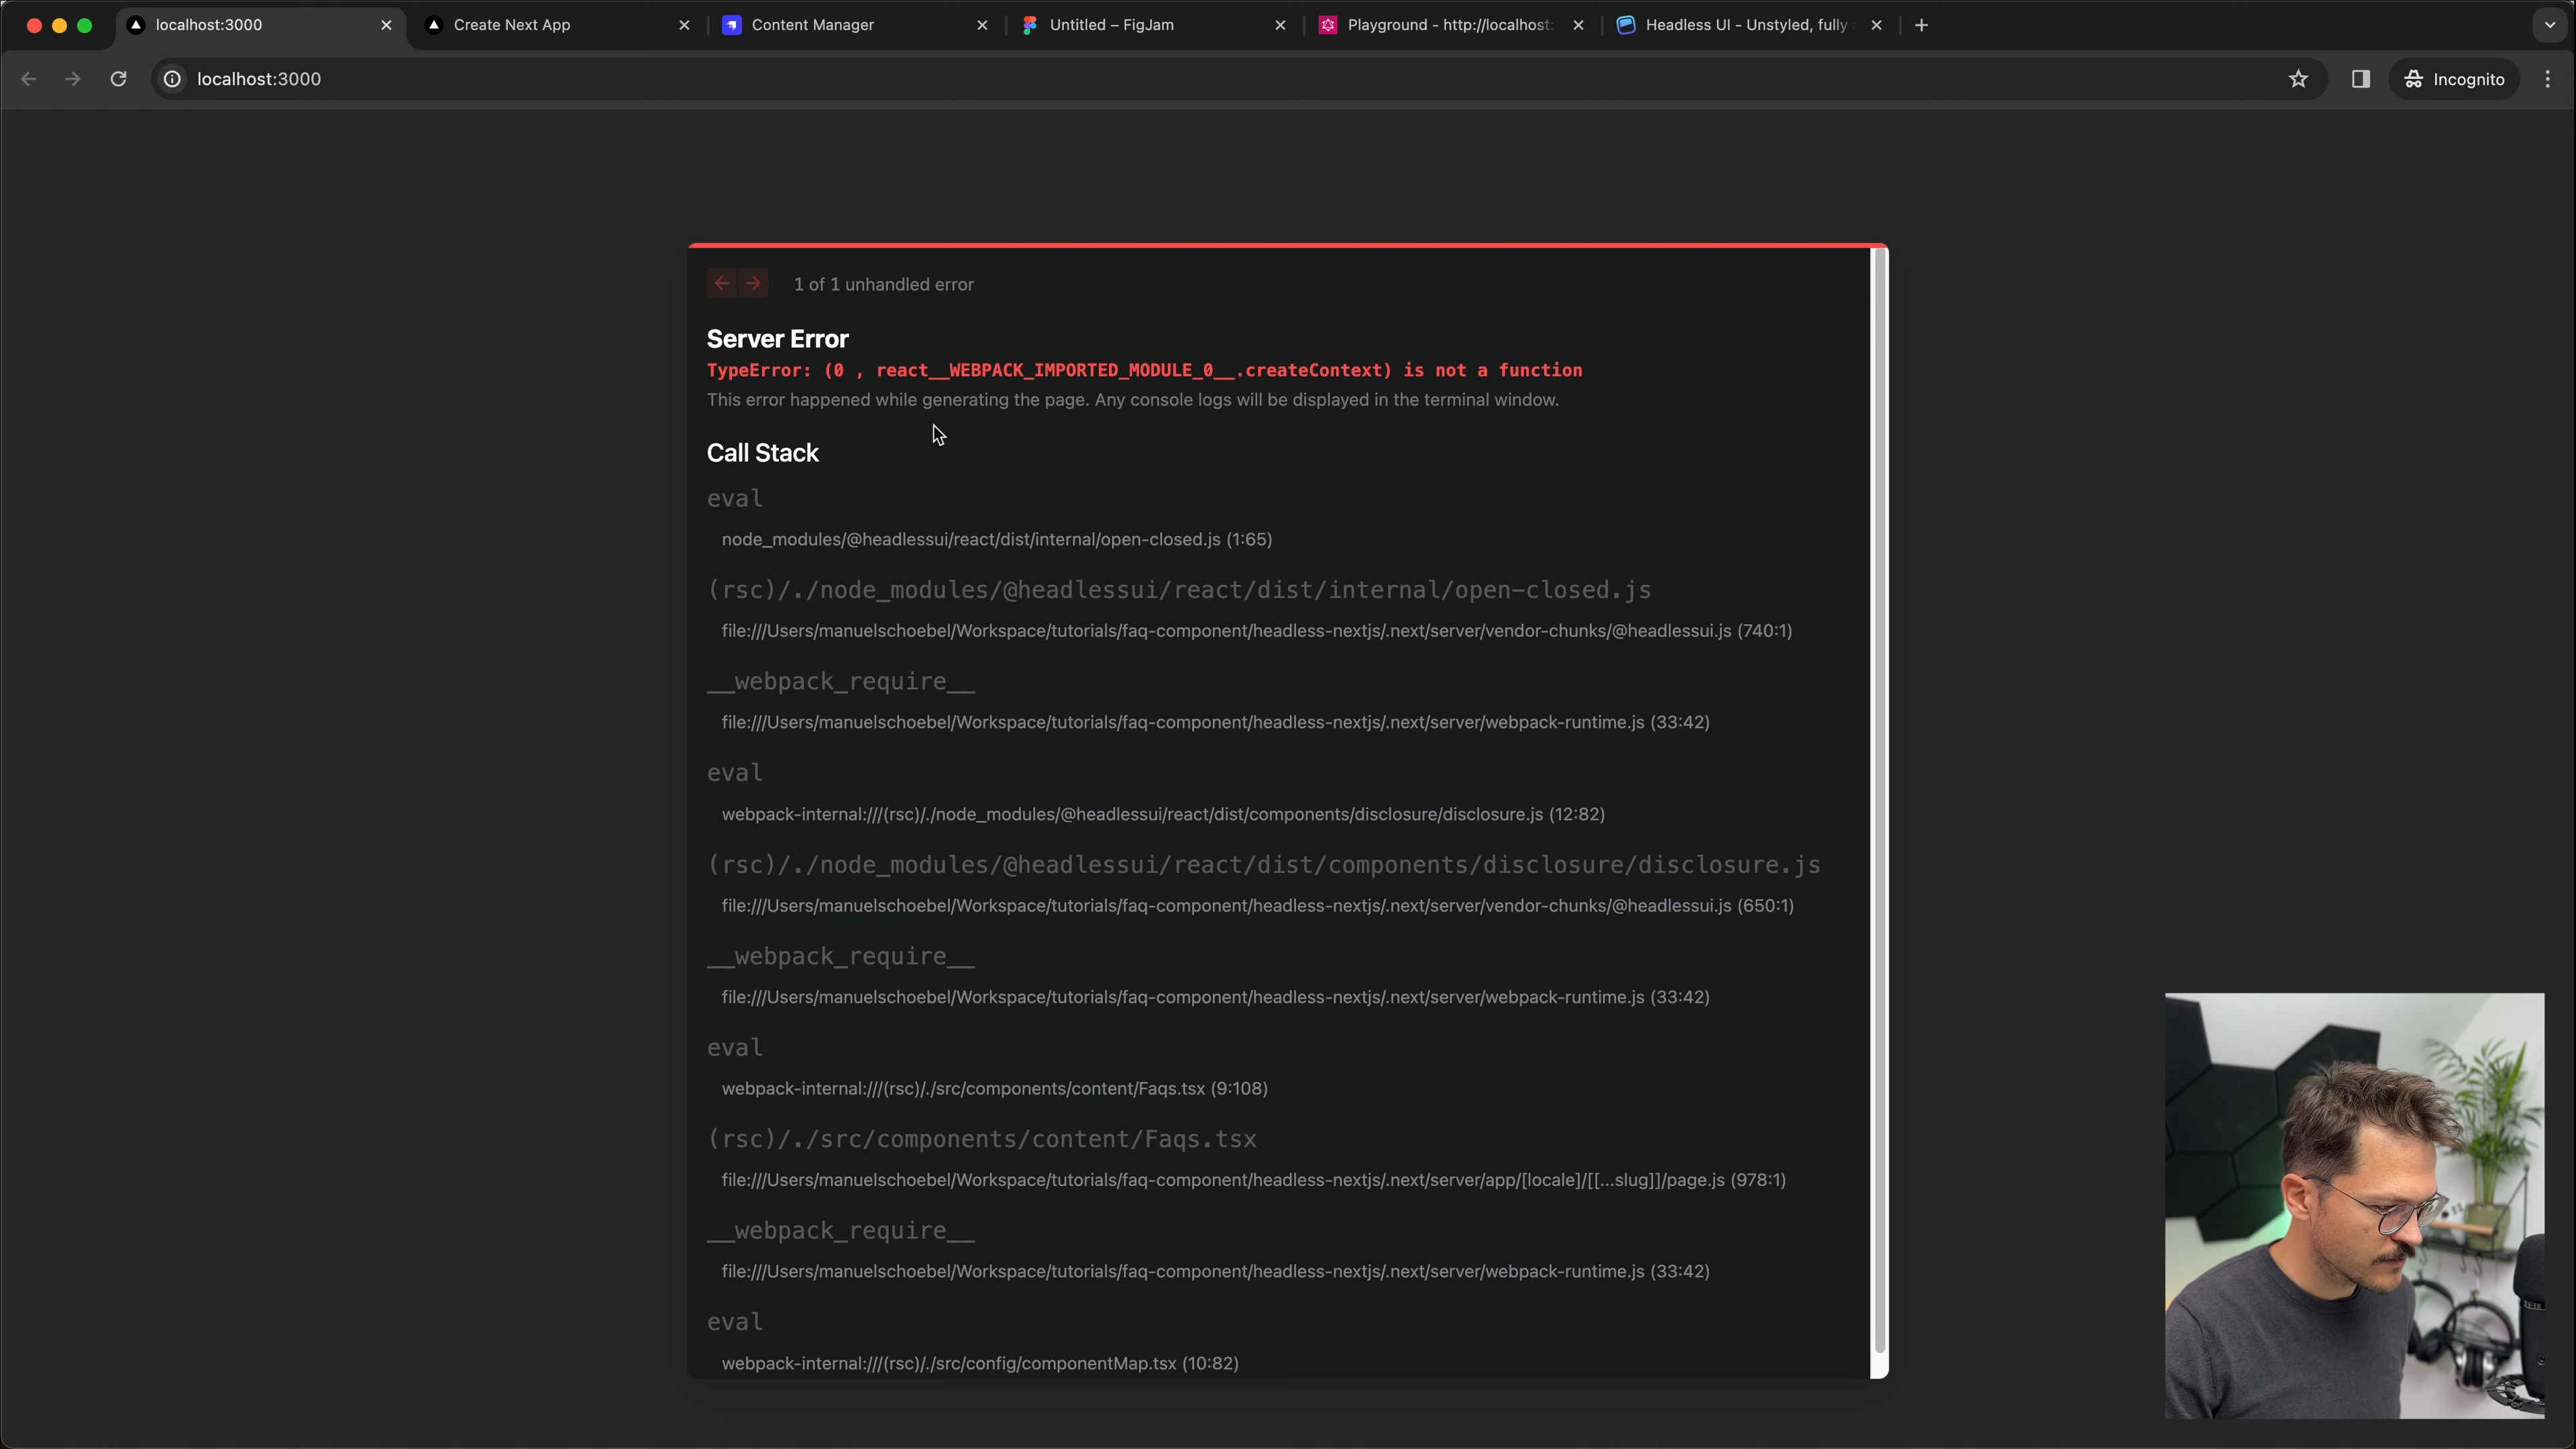 localhost:3000
Create Next App
Content Manager
Untitled – FigJam
Playground - http://localhost:
Headless UI - Unstyled, fully
localhost:3000
Incognito
1 of 1 unhandled error
Server Error
TypeError: (0 , react__WEBPACK_IMPORTED_MODULE_0__.createContext) is not a function
This error happened while generating the page. Any console logs will be displayed in the terminal window.
Call Stack
eval
node_modules/@headlessui/react/dist/internal/open-closed.js (1:65)
(rsc)/./node_modules/@headlessui/react/dist/internal/open-closed.js
file:///Users/manuelschoebel/Workspace/tutorials/faq-component/headless-nextjs/.next/server/vendor-chunks/@headlessui.js (740:1)
__webpack_require__
file:///Users/manuelschoebel/Workspace/tutorials/faq-component/headless-nextjs/.next/server/webpack-runtime.js (33:42)
eval
webpack-internal:///(rsc)/./node_modules/@headlessui/react/dist/components/disclosure/disclosure.js (12:82)
(rsc)/./node_modules/@headlessui/react/dist/components/disclosure/disclosure.js
file:///Users/manuelschoebel/Workspace/tutorials/faq-component/headless-nextjs/.next/server/vendor-chunks/@headlessui.js (650:1)
__webpack_require__
file:///Users/manuelschoebel/Workspace/tutorials/faq-component/headless-nextjs/.next/server/webpack-runtime.js (33:42)
eval
webpack-internal:///(rsc)/./src/components/content/Faqs.tsx (9:108)
(rsc)/./src/components/content/Faqs.tsx
file:///Users/manuelschoebel/Workspace/tutorials/faq-component/headless-nextjs/.next/server/app/[locale]/[[...slug]]/page.js (978:1)
__webpack_require__
file:///Users/manuelschoebel/Workspace/tutorials/faq-component/headless-nextjs/.next/server/webpack-runtime.js (33:42)
eval
webpack-internal:///(rsc)/./src/config/componentMap.tsx (10:82)